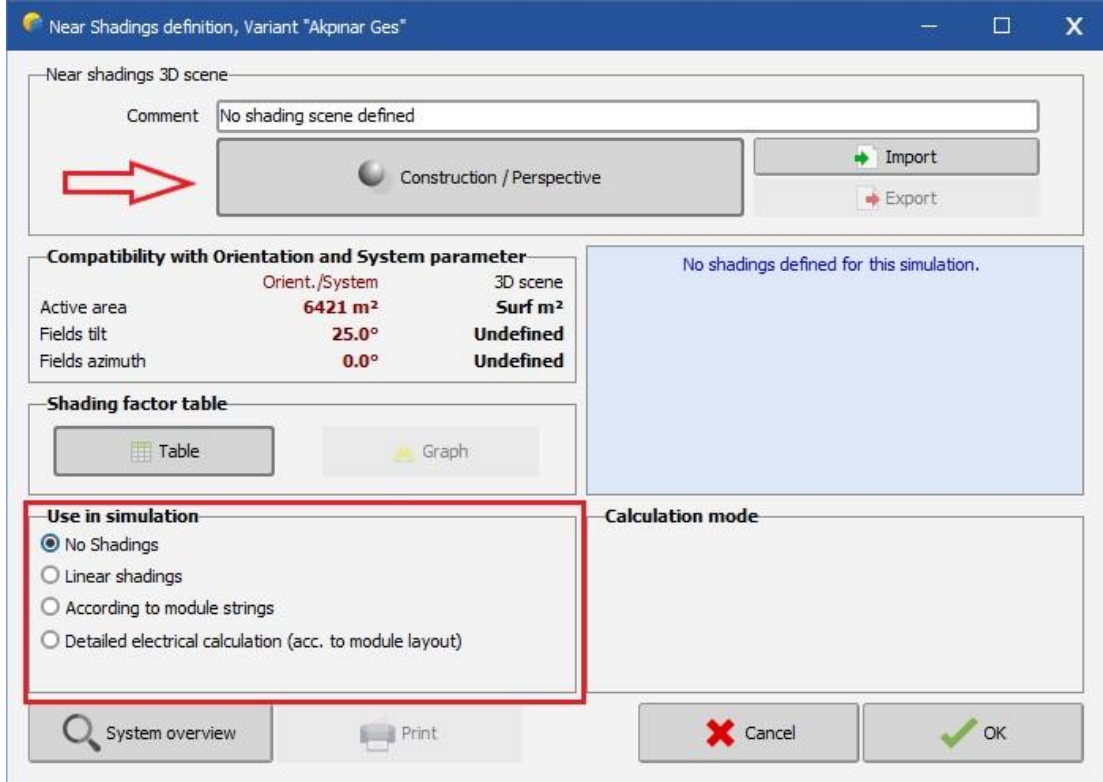 Near Shadings definition, Variant "Akpınar Ges"
Near shadings 3D scene
Comment No shading scene defined
Construction / Perspective
Import
Export
Compatibility with Orientation and System parameter
Orient./System 3D scene
Active area 6421 m² Surf m²
Fields tilt 25.0° Undefined
Fields azimuth 0.0° Undefined
No shadings defined for this simulation.
Shading factor table
Table Graph
Use in simulation
No Shadings
Linear shadings
According to module strings
Detailed electrical calculation (acc. to module layout)
Calculation mode
System overview Print Cancel OK